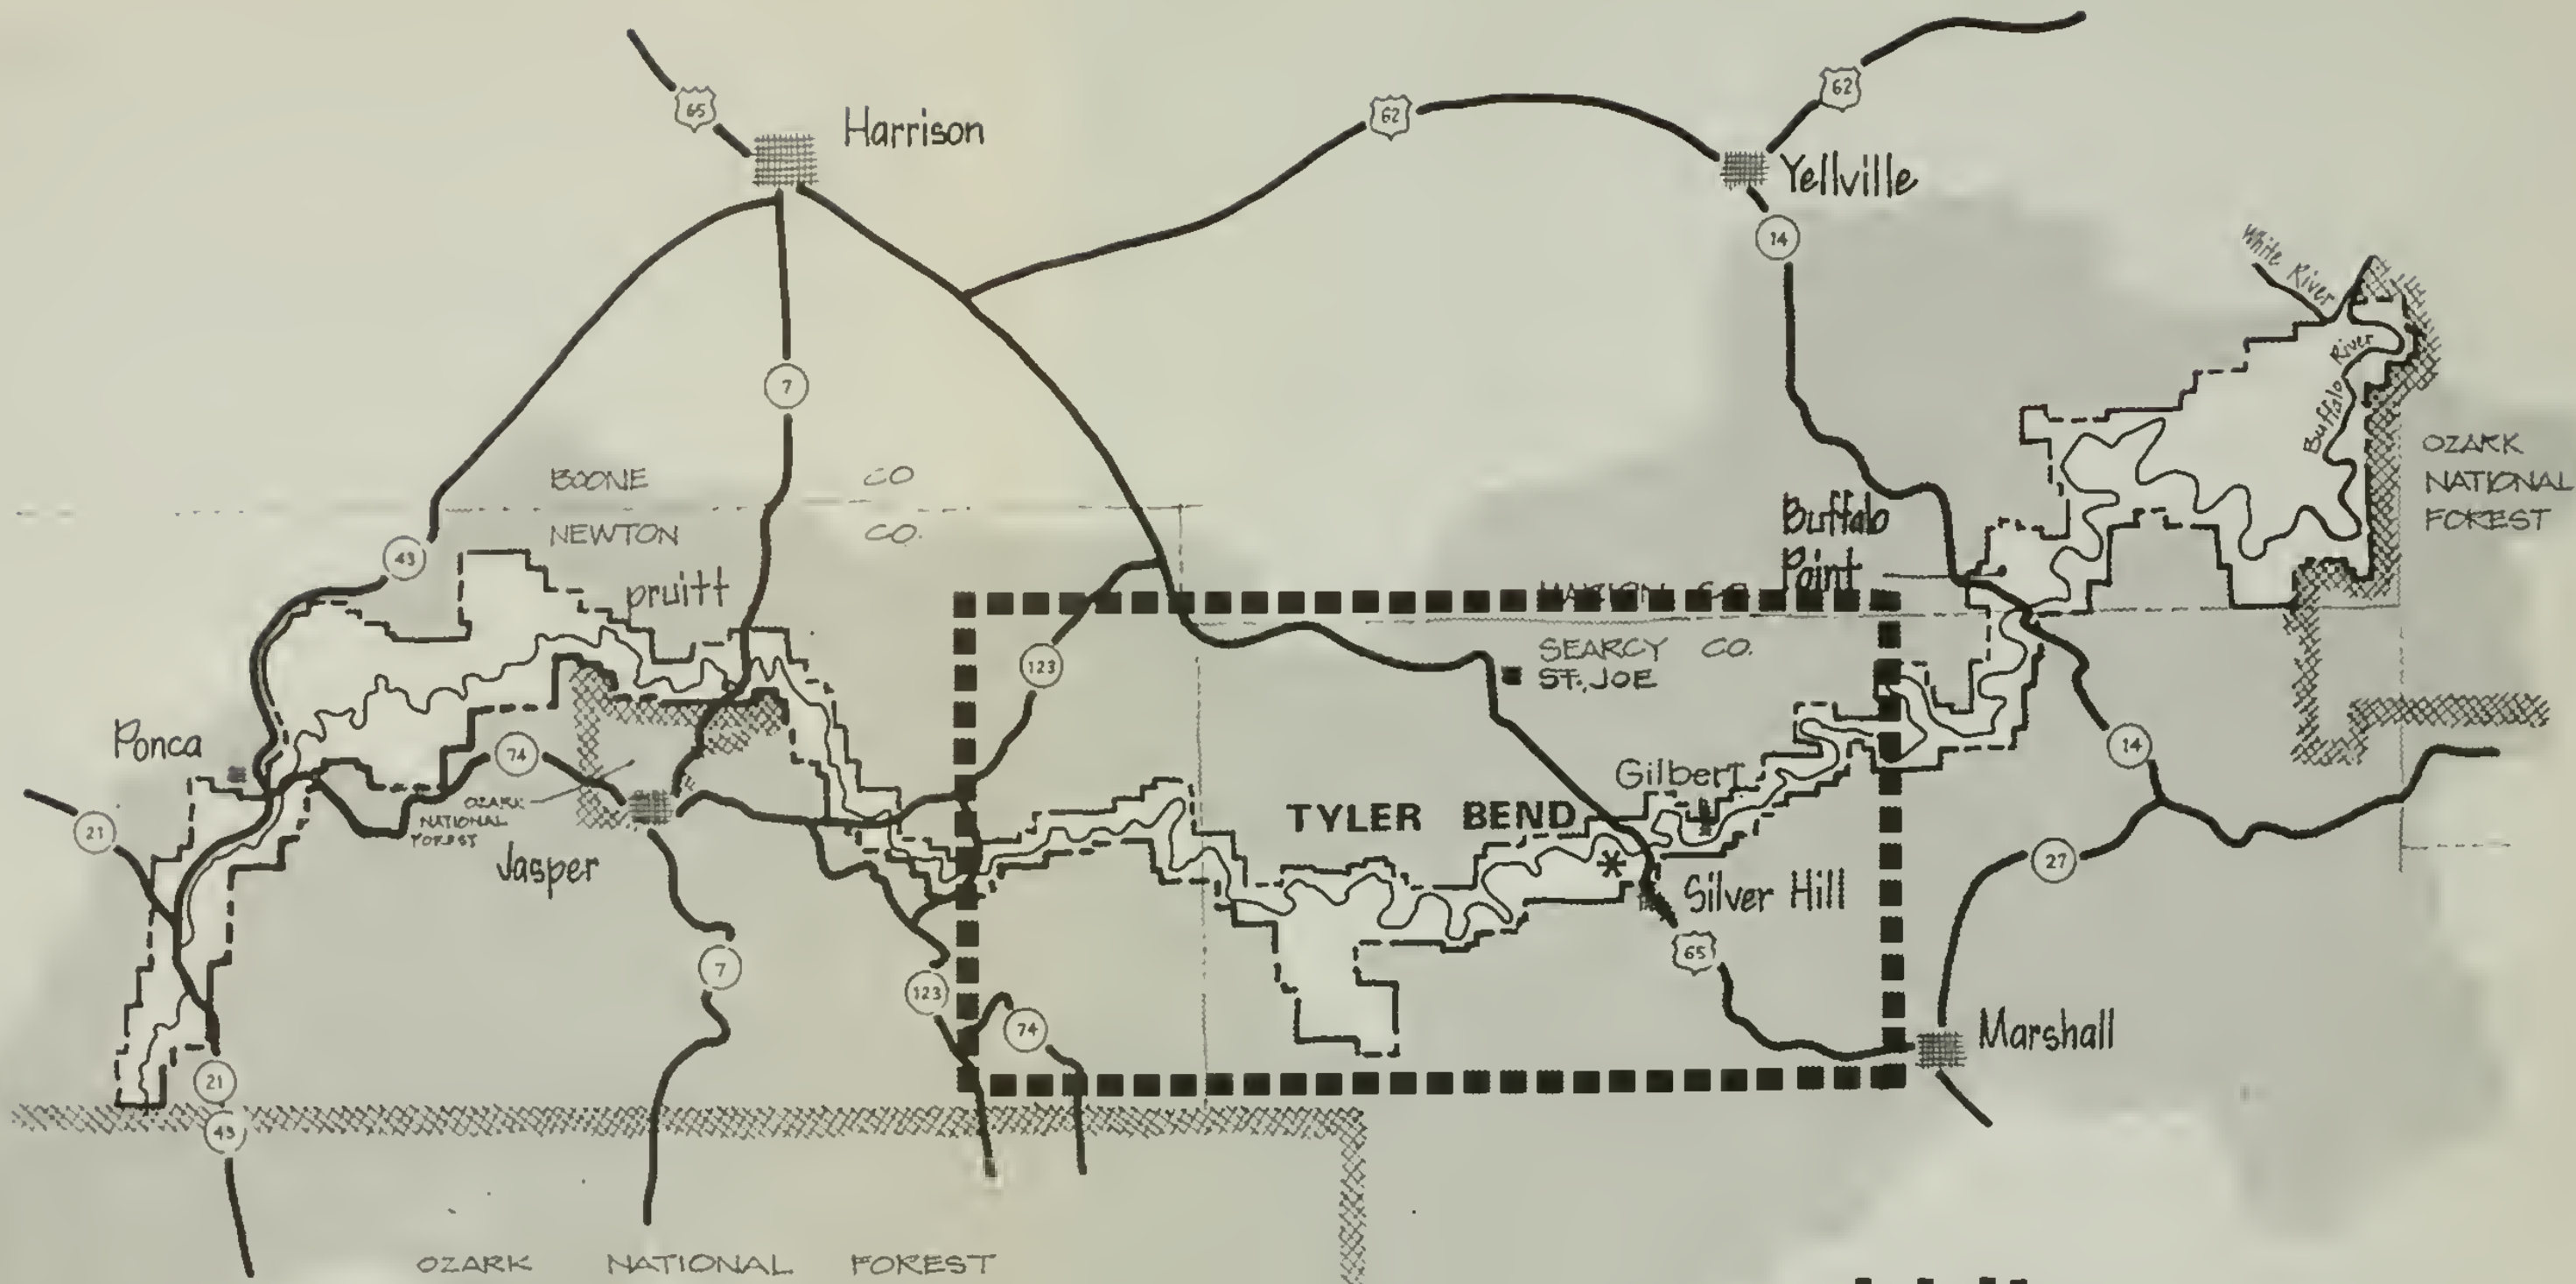 62
65
62
Harrison
Yellville
14
White River
Buffalo River
7
BOONE CO
NEWTON CO.
OZARK
NATIONAL
FOREST
Buffalo
Point
43
pruitt
MARION CO
SEARCY CO.
ST. JOE
123
Ponca
74
Gilbert
14
OZARK
NATIONAL
FOREST
21
TYLER BEND
*
Jasper
27
Silver Hill
7
65
123
74
Marshall
21
43
OZARK NATIONAL FOREST